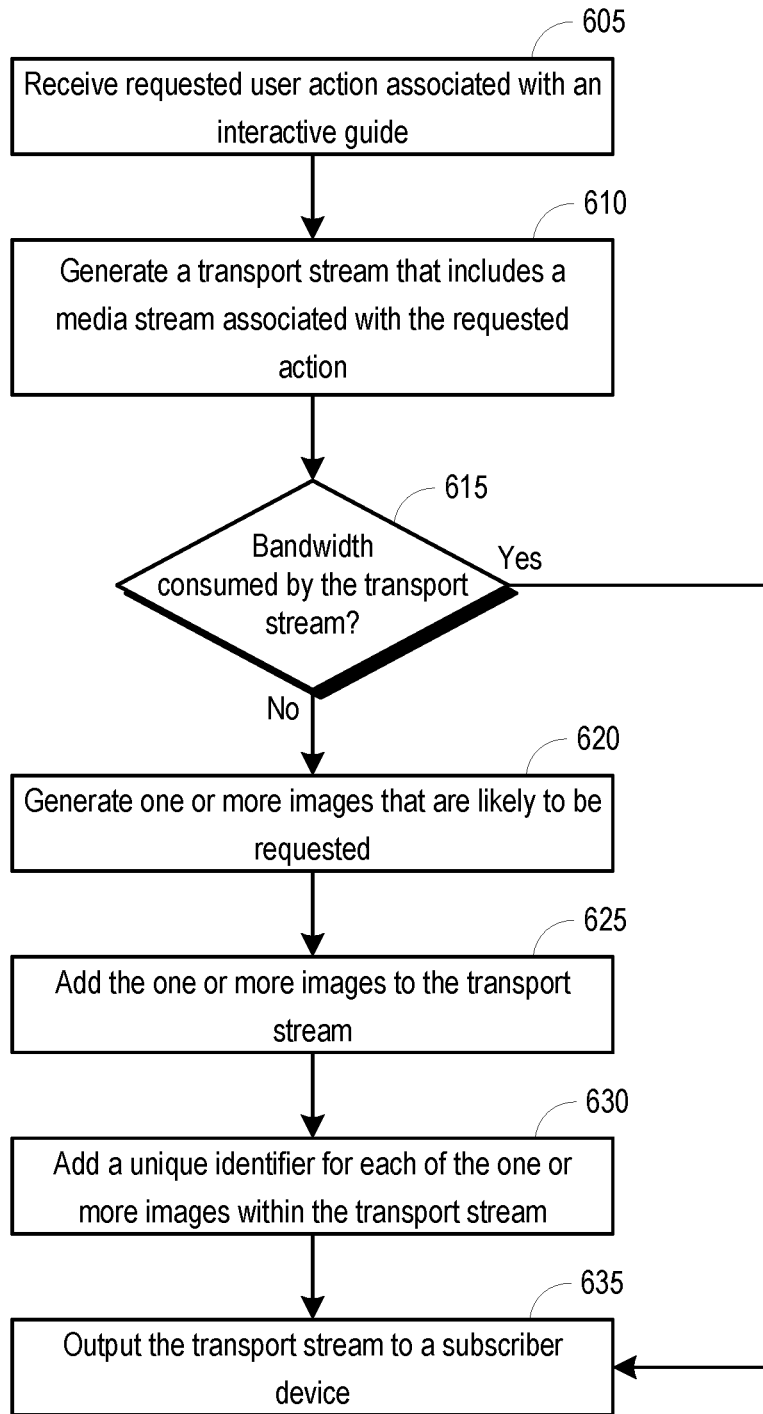 605
Receive requested user action associated with an
interactive guide
610
Generate a transport stream that includes a
media stream associated with the requested
action
615
Bandwidth
consumed by the transport
stream?
Yes
No
620
Generate one or more images that are likely to be
requested
625
Add the one or more images to the transport
stream
630
Add a unique identifier for each of the one or
more images within the transport stream
635
Output the transport stream to a subscriber
device